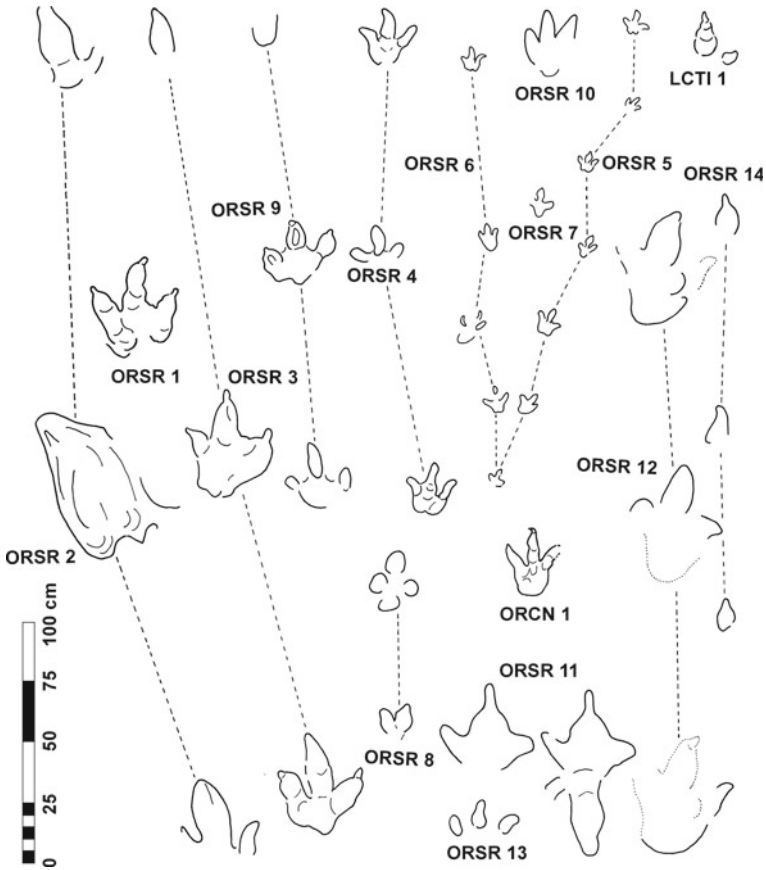 ORSR 10
LCTI 1
ORSR 6
ORSR 5
ORSR 14
ORSR 9
ORSR 7
ORSR 4
ORSR 1
ORSR 3
ORSR 12
ORSR 2
ORCN 1
ORSR 11
ORSR 8
ORSR 13
100 cm
75
50
25
0